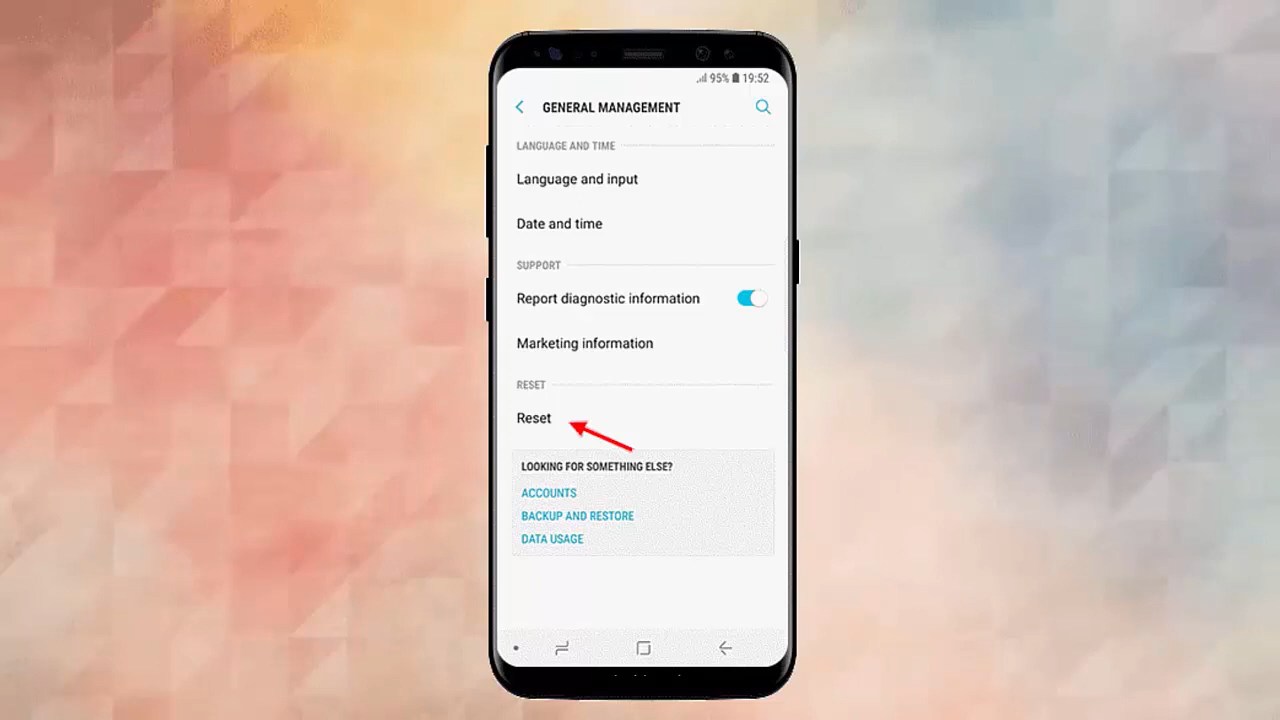 95% 19:52
GENERAL MANAGEMENT
LANGUAGE AND TIME
Language and input
Date and time
SUPPORT
Report diagnostic information
Marketing information
RESET
Reset
LOOKING FOR SOMETHING ELSE?
ACCOUNTS
BACKUP AND RESTORE
DATA USAGE